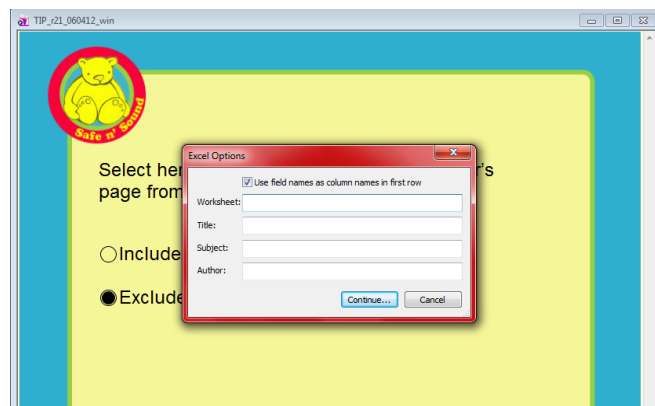 TIP_r21_060412_win
Safe n' Sound
Select her
r's
page from
Include
Exclude
Excel Options
Use field names as column names in first row
Worksheet:
Title:
Subject:
Author:
Continue...
Cancel